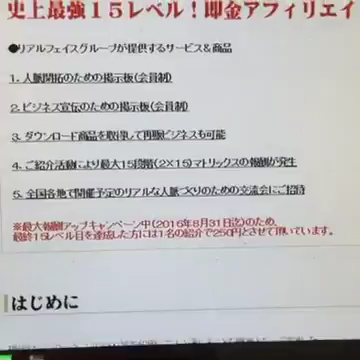 史上最強１５レベル！即金アフィリエイ
●リアルフェイスグループが提供するサービス＆商品
１．人脈開拓のための掲示板(会員制)
２.ビジネス宣伝のための掲示板(会員制)
３．ダウンロード商品を取得して再販ビジネスも可能
４．ご紹介活動により最大１５段階(２×１５)マトリックスの報酬が発生
５．全国各地で開催予定のリアルな人脈づくりのための交流会にご招待
※最大報酬アップキャンペーン中(2016年8月31日迄)のため、
最終15レベル目を達成した方には1名の紹介で250円とさせて頂いています。
はじめに